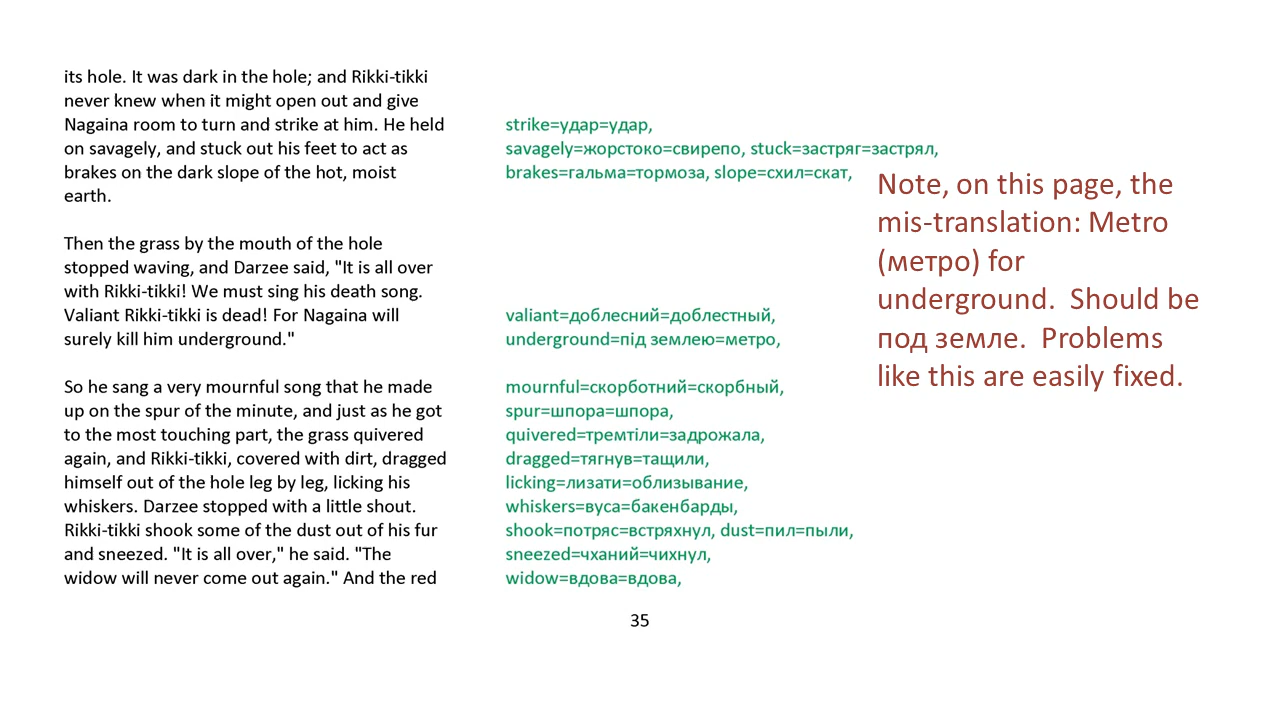 its hole. It was dark in the hole; and Rikki-tikki
never knew when it might open out and give
Nagaina room to turn and strike at him. He held
on savagely, and stuck out his feet to act as
brakes on the dark slope of the hot, moist
earth.
Then the grass by the mouth of the hole
stopped waving, and Darzee said, "It is all over
with Rikki-tikki! We must sing his death song.
Valiant Rikki-tikki is dead! For Nagaina will
surely kill him underground."
So he sang a very mournful song that he made
up on the spur of the minute, and just as he got
to the most touching part, the grass quivered
again, and Rikki-tikki, covered with dirt, dragged
himself out of the hole leg by leg, licking his
whiskers. Darzee stopped with a little shout.
Rikki-tikki shook some of the dust out of his fur
and sneezed. "It is all over," he said. "The
widow will never come out again." And the red
strike=удар=удар,
savagely=жорстоко=свирепо, stuck=застряг=застрял,
brakes=гальма=тормоза, slope=схил=скат,
valiant=доблесний=доблестный,
underground=під землею=метро,
mournful=скорботний=скорбный,
spur=шпора=шпора,
quivered=тремтіли=задрожала,
dragged=тягнув=тащили,
licking=лизати=облизывание,
whiskers=вуса=бакенбарды,
shook=потряс=встряхнул, dust=пил=пыли,
sneezed=чханий=чихнул,
widow=вдова=вдова,
Note, on this page, the
mis-translation: Metro
(метро) for
underground. Should be
под земле. Problems
like this are easily fixed.
35